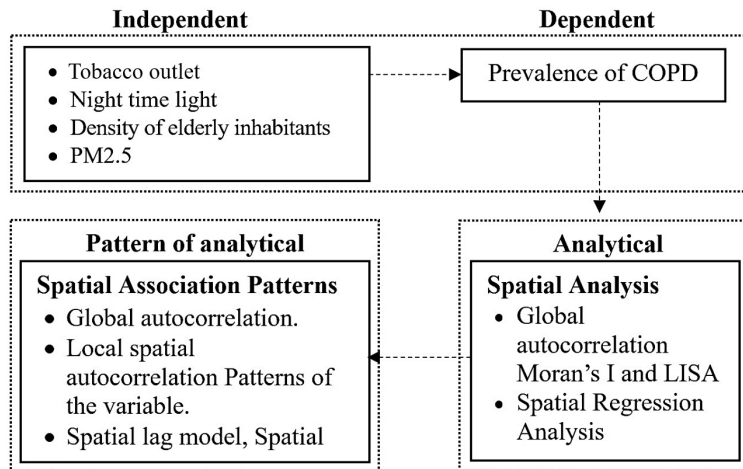 Independent
Dependent
• Tobacco outlet
• Night time light
• Density of elderly inhabitants
• PM2.5
Prevalence of COPD
Pattern of analytical
Spatial Association Patterns
• Global autocorrelation.
• Local spatial
autocorrelation Patterns of
the variable.
• Spatial lag model, Spatial
Analytical
Spatial Analysis
• Global
autocorrelation
Moran's I and LISA
• Spatial Regression
Analysis